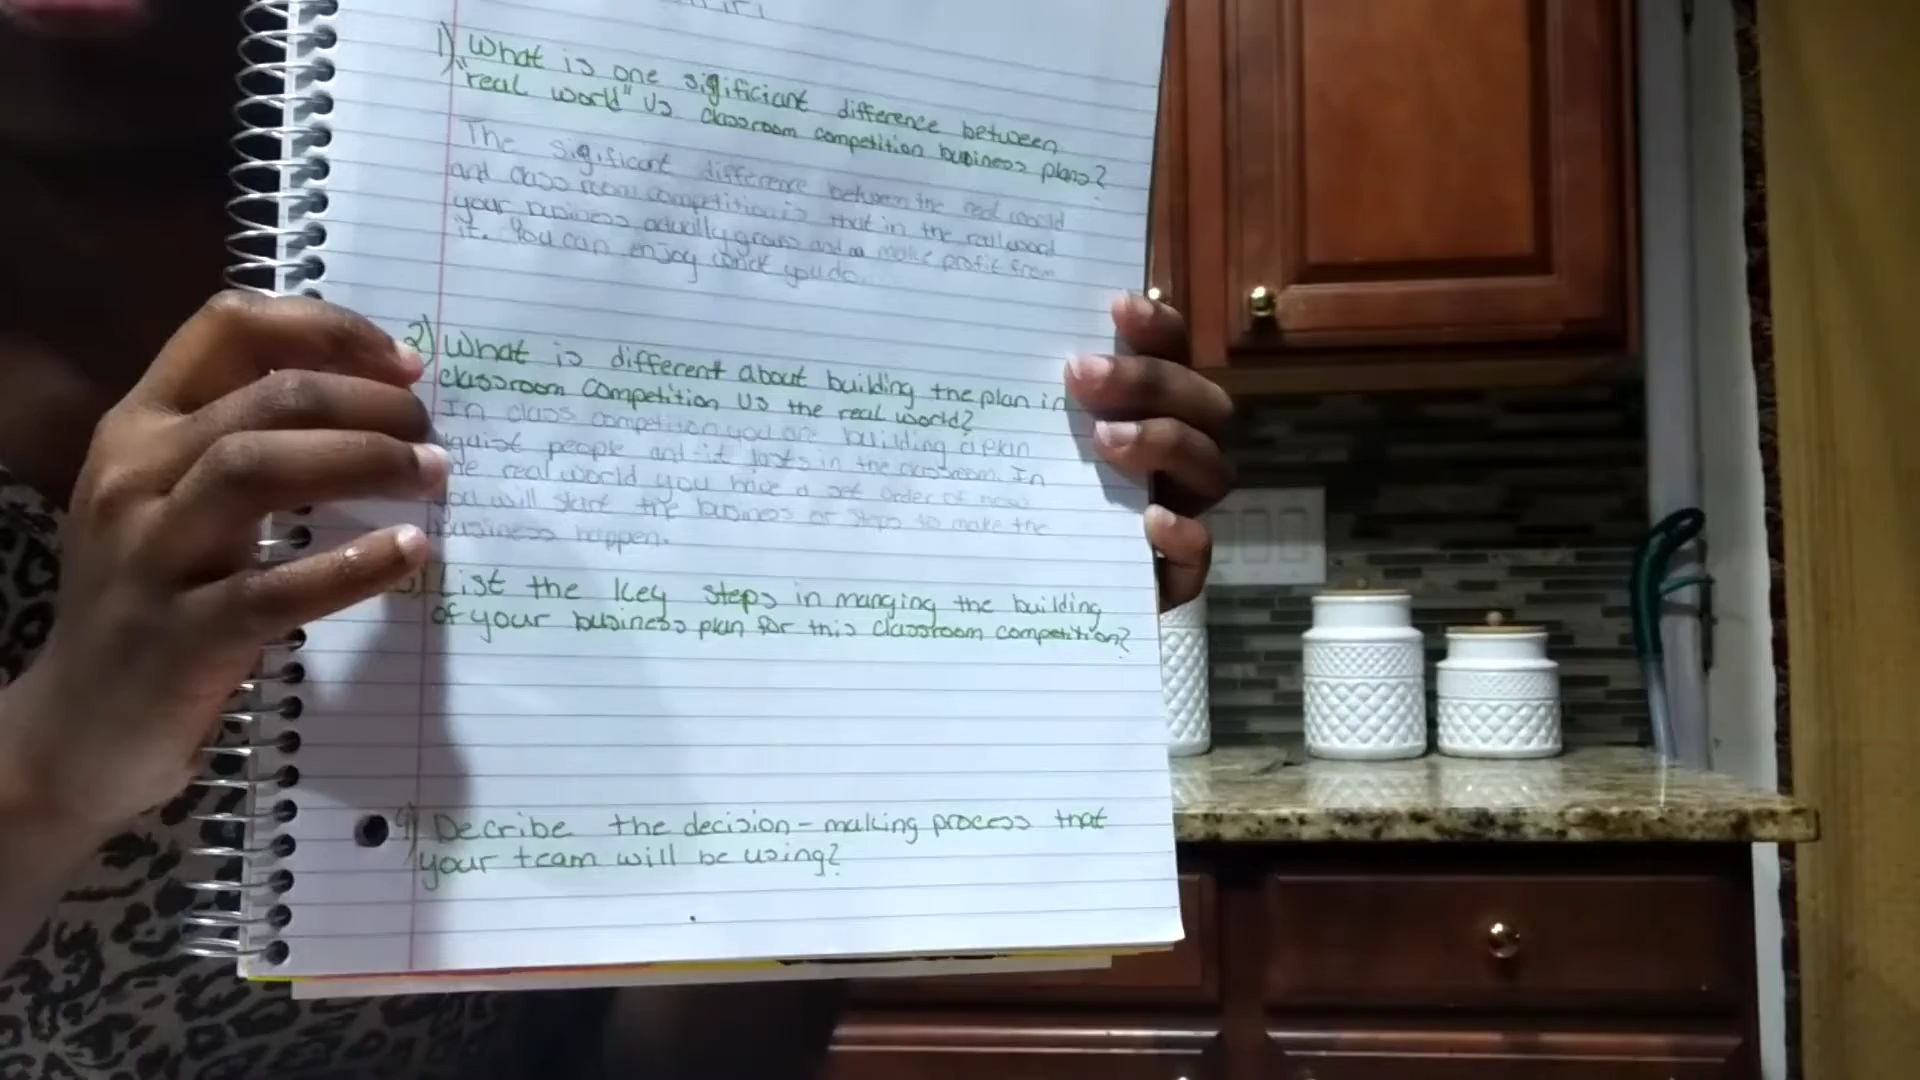 1) What is one sigificiant difference between
"real world" vs classroom competition business plans?
The sigificant difference between the real world
and class room competition is that in the real world
your business actually grows and make profit from
it. You can enjoy what you do.
2) What is different about building the plan in
classroom competition vs the real world?
In class competiton you are building a plan
people and it lasts in the classroom. In
real world you have a set order of how
you will start the business or steps to make the
business happen.
3) List the key steps in manging the building
of your business plan for this classroom competition?
4) Decribe the decision-making process that
your team will be using?